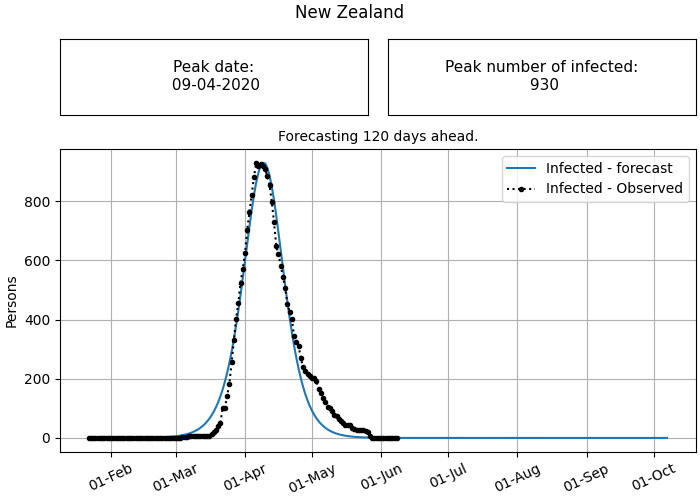 New Zealand
Peak date:
09-04-2020
Peak number of infected:
930
Forecasting 120 days ahead.
Infected - forecast
Infected - Observed
Persons
800
600
400
200
0
01-Feb
01-Mar
01-Apr
01-May
01-Jun
01-Jul
01-Aug
01-Sep
01-Oct